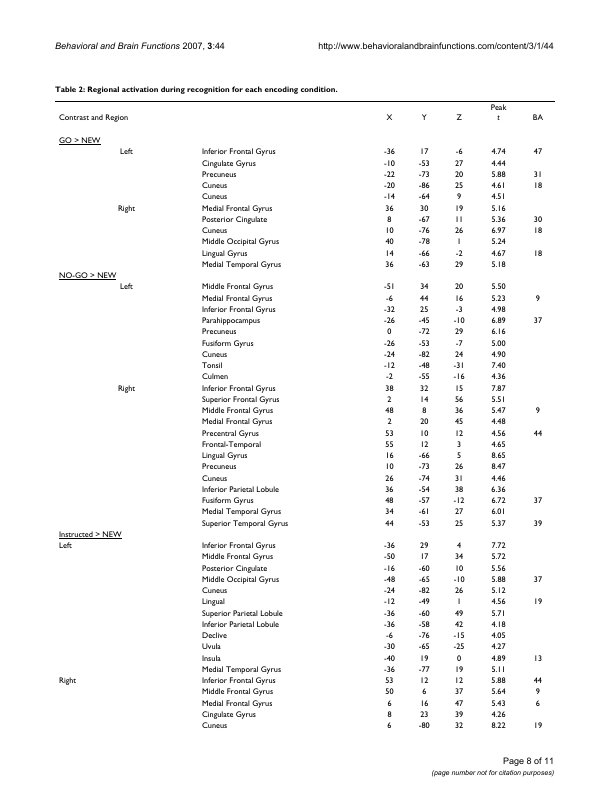 Behavioral and Brain Functions 2007, 3:44 http://www.behavioralandbrainfunctions.com/content/3/1/44
Table 2: Regional activation during recognition for each encoding condition.
Contrast and Region X Y Z Peak t BA
GO > NEW
Left Inferior Frontal Gyrus -36 17 -6 4.74 47
Cingulate Gyrus -10 -53 27 4.44
Precuneus -22 -73 20 5.88 31
Cuneus -20 -86 25 4.61 18
Cuneus -14 -64 9 4.51
Right Medial Frontal Gyrus 36 30 19 5.16
Posterior Cingulate 8 -67 11 5.36 30
Cuneus 10 -76 26 6.97 18
Middle Occipital Gyrus 40 -78 1 5.24
Lingual Gyrus 14 -66 -2 4.67 18
Medial Temporal Gyrus 36 -63 29 5.18
NO-GO > NEW
Left Middle Frontal Gyrus -51 34 20 5.50
Medial Frontal Gyrus -6 44 16 5.23 9
Inferior Frontal Gyrus -32 25 -3 4.98
Parahippocampus -26 -45 -10 6.89 37
Precuneus 0 -72 29 6.16
Fusiform Gyrus -26 -53 -7 5.00
Cuneus -24 -82 24 4.90
Tonsil -12 -48 -31 7.40
Culmen -2 -55 -16 4.36
Right Inferior Frontal Gyrus 38 32 15 7.87
Superior Frontal Gyrus 2 14 56 5.51
Middle Frontal Gyrus 48 8 36 5.47 9
Medial Frontal Gyrus 2 20 45 4.48
Precentral Gyrus 53 10 12 4.56 44
Frontal-Temporal 55 12 3 4.65
Lingual Gyrus 16 -66 5 8.65
Precuneus 10 -73 26 8.47
Cuneus 26 -74 31 4.46
Inferior Parietal Lobule 36 -54 38 6.36
Fusiform Gyrus 48 -57 -12 6.72 37
Medial Temporal Gyrus 34 -61 27 6.01
Superior Temporal Gyrus 44 -53 25 5.37 39
Instructed > NEW
Left Inferior Frontal Gyrus -36 29 4 7.72
Middle Frontal Gyrus -50 17 34 5.72
Posterior Cingulate -16 -60 10 5.56
Middle Occipital Gyrus -48 -65 -10 5.88 37
Cuneus -24 -82 26 5.12
Lingual -12 -49 1 4.56 19
Superior Parietal Lobule -36 -60 49 5.71
Inferior Parietal Lobule -36 -58 42 4.18
Declive -6 -76 -15 4.05
Uvula -30 -65 -25 4.27
Insula -40 19 0 4.89 13
Medial Temporal Gyrus -36 -77 19 5.11
Right Inferior Frontal Gyrus 53 12 12 5.88 44
Middle Frontal Gyrus 50 6 37 5.64 9
Medial Frontal Gyrus 6 16 47 5.43 6
Cingulate Gyrus 8 23 39 4.26
Cuneus 6 -80 32 8.22 19
Page 8 of 11
(page number not for citation purposes)